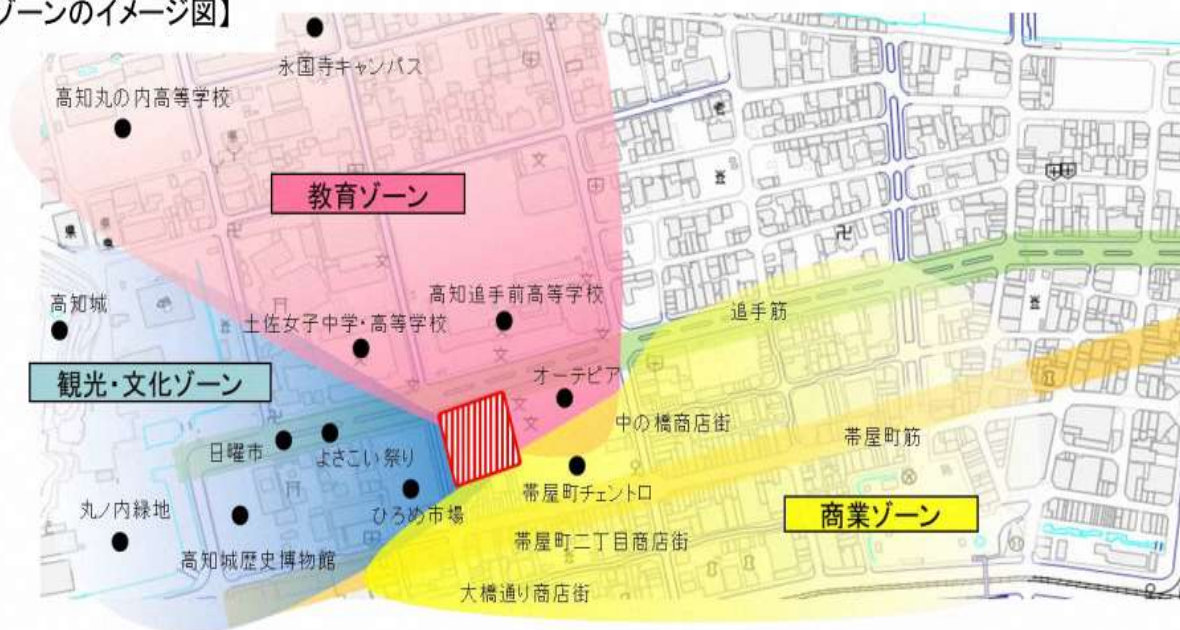 ゾーンのイメージ図】
永国寺キャンパス
高知丸の内高等学校
教育ゾーン
高知城
高知追手前高等学校
土佐女子中学・高等学校
追手筋
観光・文化ゾーン
オーテピア
中の橋商店街
日曜市
よさこい祭り
帯屋町筋
丸ノ内緑地
ひろめ市場
帯屋町チェントロ
商業ゾーン
高知城歴史博物館
帯屋町二丁目商店街
大橋通り商店街